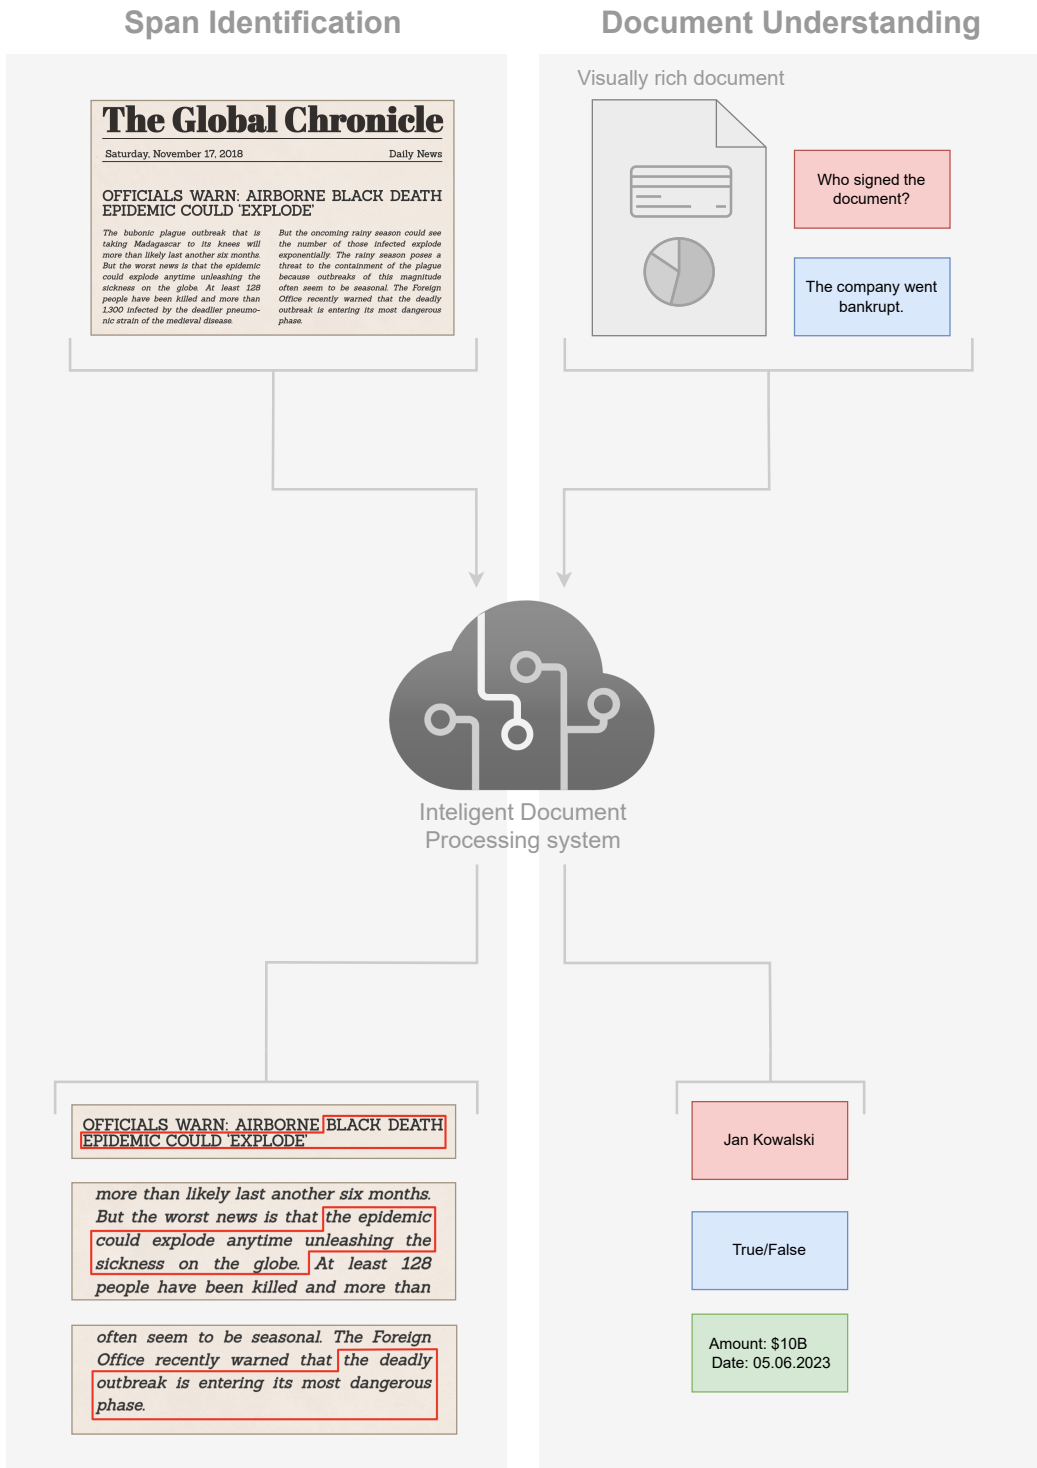 Span Identification
Document Understanding
Visually rich document
The Global Chronicle
Saturday, November 17, 2018
Daily News
OFFICIALS WARN: AIRBORNE BLACK DEATH
EPIDEMIC COULD 'EXPLODE'
The bubonic plague outbreak that is
taking Madagascar to its knees will
more than likely last another six months.
But the worst news is that the epidemic
could explode anytime unleashing the
sickness on the globe. At least 128
people have been killed and more than
1,300 infected by the deadlier pneumo-
nic strain of the medieval disease.
But the oncoming rainy season could see
the number of those infected explode
exponentially. The rainy season poses a
threat to the containment of the plague
because outbreaks of this magnitude
often seem to be seasonal. The Foreign
Office recently warned that the deadly
outbreak is entering its most dangerous
phase.
Who signed the
document?
The company went
bankrupt.
Inteligent Document
Processing system
OFFICIALS WARN: AIRBORNE BLACK DEATH
EPIDEMIC COULD 'EXPLODE'
more than likely last another six months.
But the worst news is that the epidemic
could explode anytime unleashing the
sickness on the globe. At least 128
people have been killed and more than
often seem to be seasonal. The Foreign
Office recently warned that the deadly
outbreak is entering its most dangerous
phase.
Jan Kowalski
True/False
Amount: $10B
Date: 05.06.2023